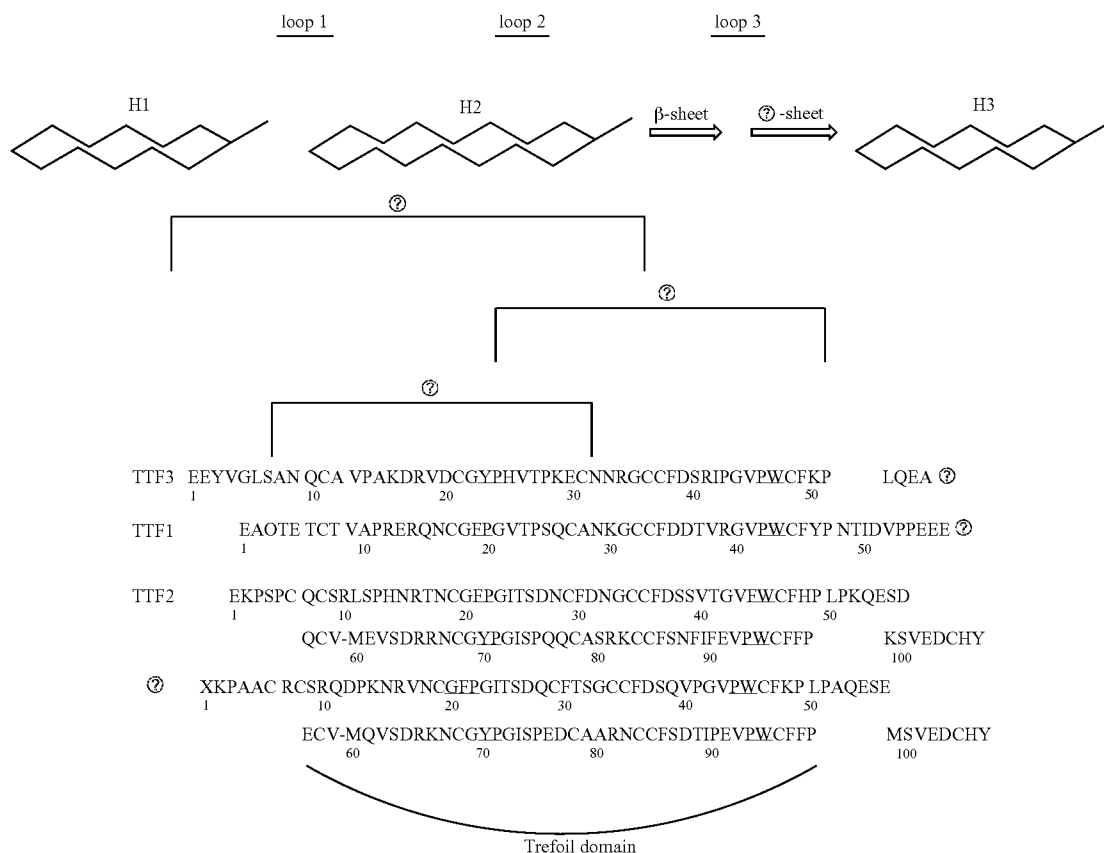 loop 1 loop 2 loop 3
H1 H2 β-sheet ? -sheet H3
?
?
?
TTF3 EEYVGLSAN QCA VPAKDRVDCGYPHVTPKECNNRGCCFDSRIPGVPWCFKP LQEA ?
1 10 20 30 40 50
TTF1 EAOTE TCT VAPRERQNCGFPGVTPSQCANKGCCFDDTVRGVPWCFYP NTIDVPPEEE ?
1 10 20 30 40 50
TTF2 EKPSPC QCSRLSPHNRTNCGFPGITSDNCFDNGCCFDSSVTGVFWCFHP LPKQESD
1 10 20 30 40 50
QCV-MEVSDRRNCGYPGISPQQCASRKCCFSNFIFEVPWCFFP KSVEDCHY
60 70 80 90 100
? XKPAAC RCSRQDPKNRVNCGFPGITSDQCFTSGCCFDSQVPGVPWCFKP LPAQESE
1 10 20 30 40 50
ECV-MQVSDRKNCGYPGISPEDCAARNCCFSDTIPEVPWCFFP MSVEDCHY
60 70 80 90 100
Trefoil domain